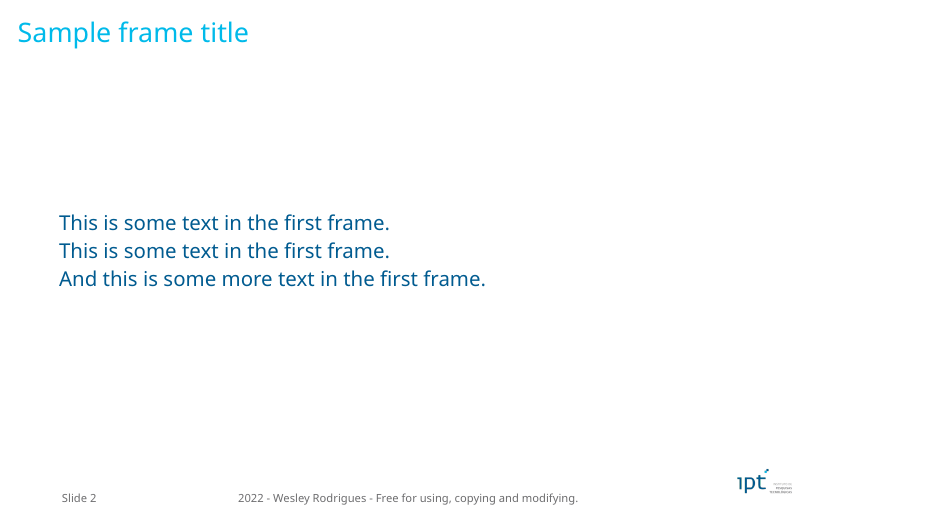 Sample frame title
This is some text in the first frame.
This is some text in the first frame.
And this is some more text in the first frame.
ipt
Slide 2
2022 - Wesley Rodrigues - Free for using, copying and modifying.